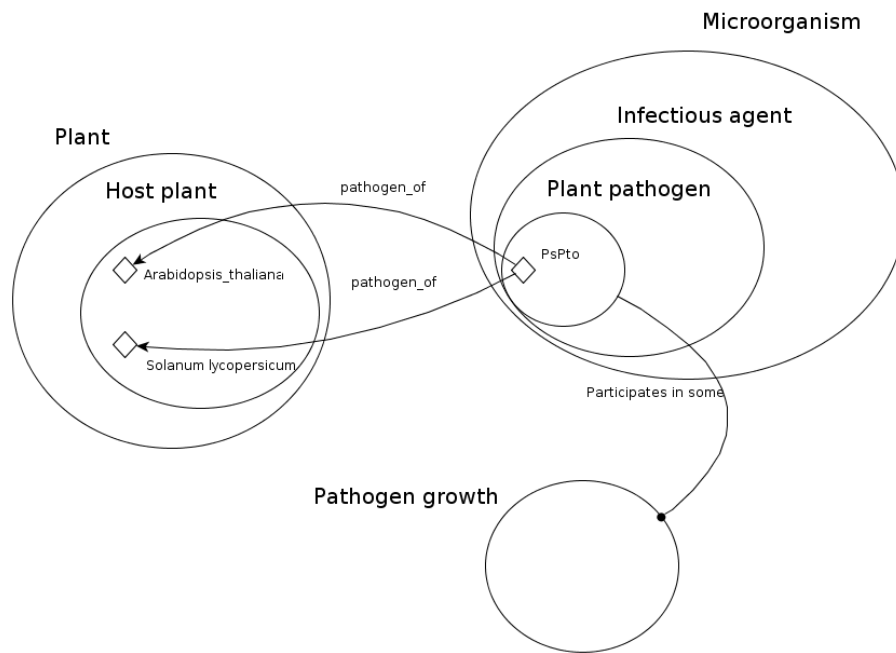 Microorganism
Infectious agent
Plant
Host plant
pathogen_of
Plant pathogen
PsPto
Arabidopsis_thaliana
pathogen_of
Solanum lycopersicum
Participates in some
Pathogen growth